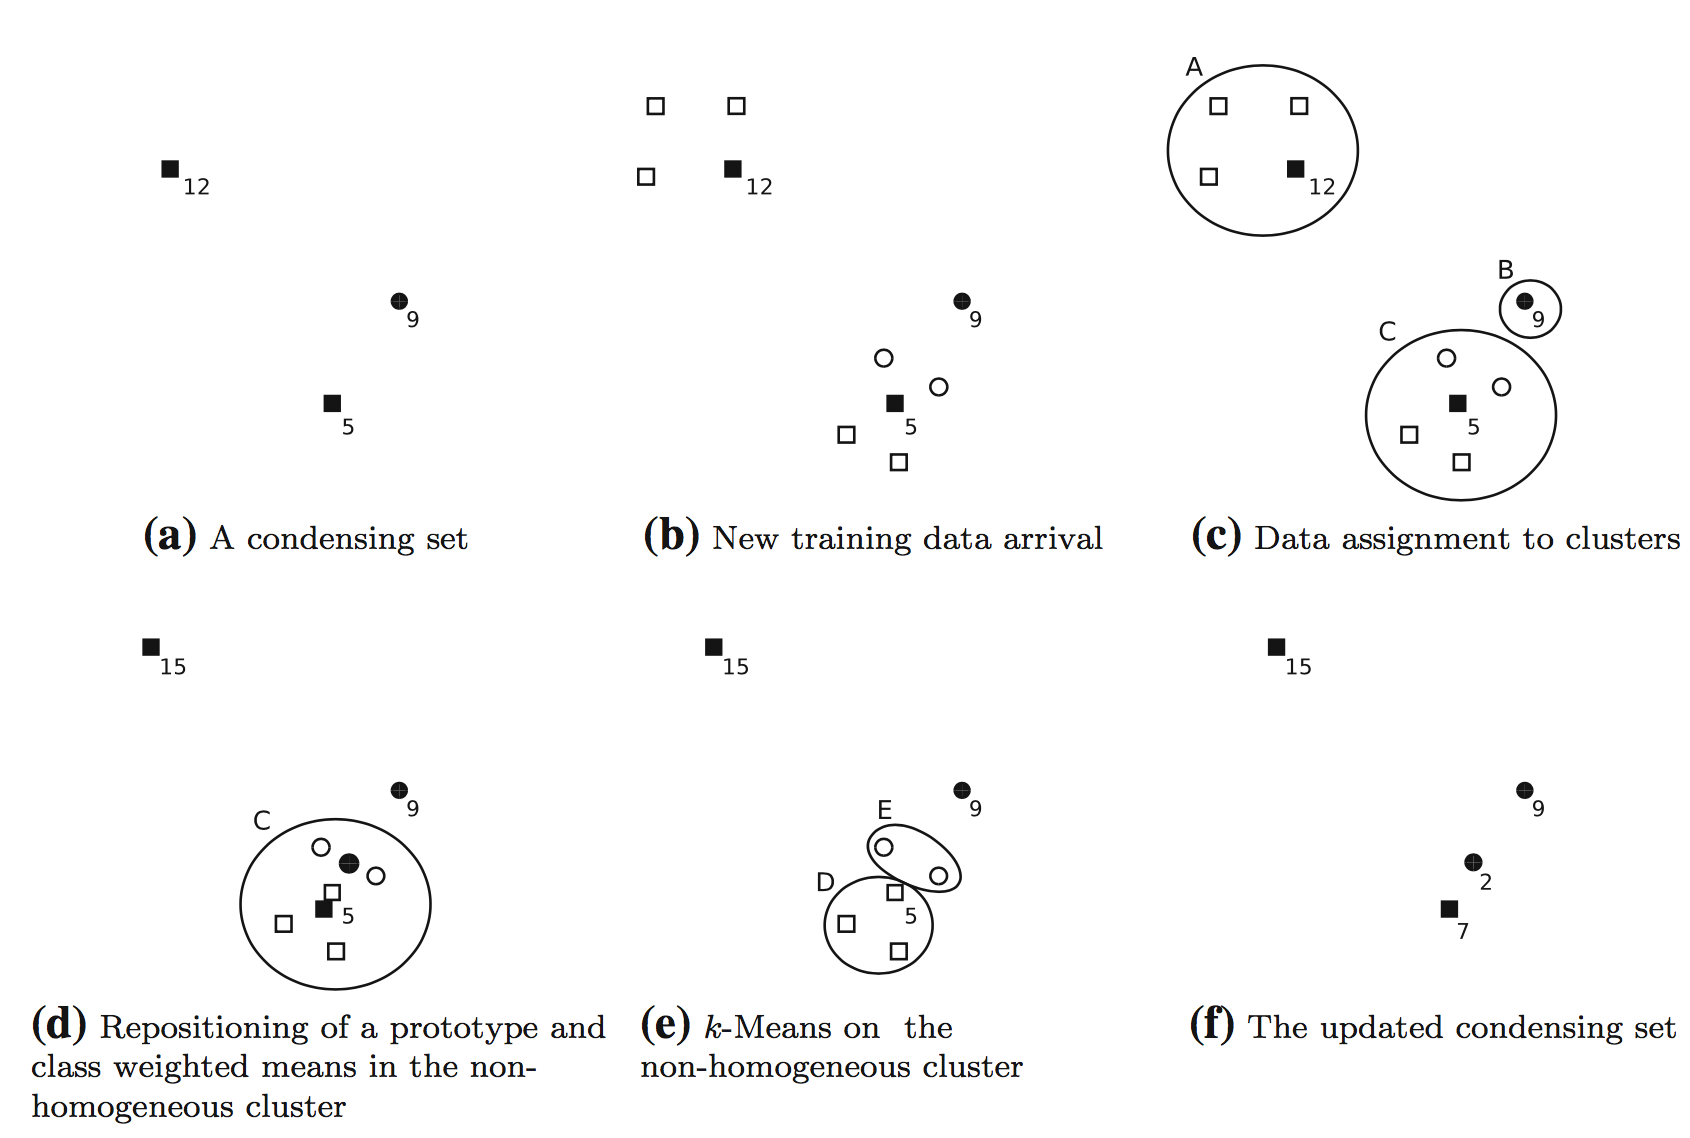 12
9
5
(a) A condensing set
12
9
5
(b) New training data arrival
A
12
B
9
C
5
(c) Data assignment to clusters
15
9
C
5
(d) Repositioning of a prototype and
class weighted means in the non-
homogeneous cluster
15
9
E
D
5
(e) k-Means on the
non-homogeneous cluster
15
9
2
7
(f) The updated condensing set